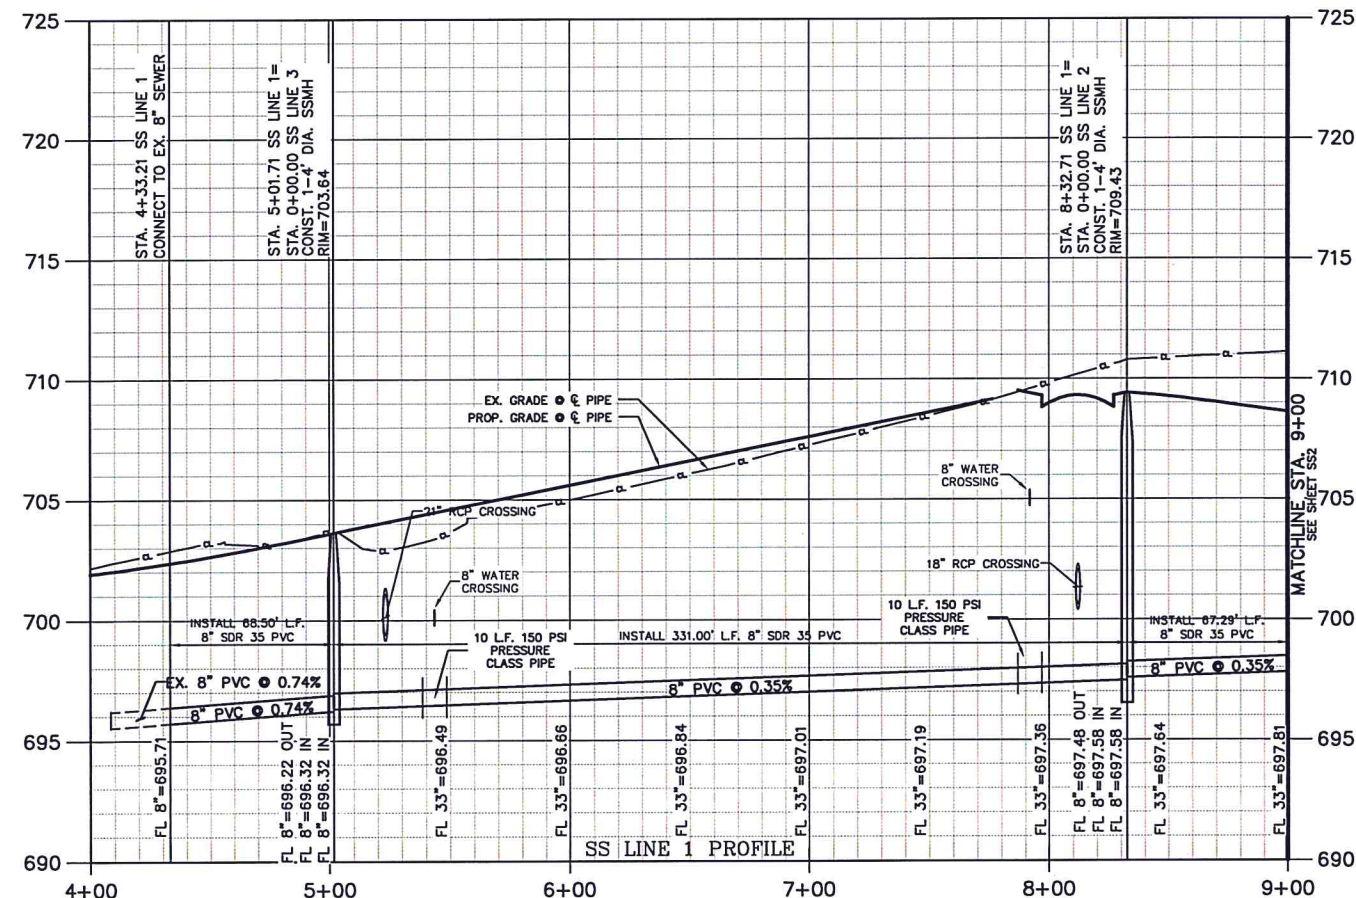 725
720
715
710
705
700
695
690
725
720
715
710
705
700
695
690
STA. 4+33.21 SS LINE 1
CONNECT TO EX. 8" SEWER
STA. 5+01.71 SS LINE 1=
STA. 0+00.00 SS LINE 3
CONST. 1-4' DIA. SSMH
RIM=703.64
STA. 8+32.71 SS LINE 1=
STA. 0+00.00 SS LINE 2
CONST. 1-4' DIA. SSMH
RIM=709.43
EX. GRADE @ ℄ PIPE
PROP. GRADE @ ℄ PIPE
21" RCP CROSSING
8" WATER
CROSSING
8" WATER
CROSSING
18" RCP CROSSING
MATCHLINE STA. 9+00
SEE SHEET SS2
INSTALL 68.50' L.F.
8" SDR 35 PVC
10 L.F. 150 PSI
PRESSURE
CLASS PIPE
INSTALL 331.00' L.F. 8" SDR 35 PVC
10 L.F. 150 PSI
PRESSURE
CLASS PIPE
INSTALL 67.29' L.F.
8" SDR 35 PVC
EX. 8" PVC @ 0.74%
8" PVC @ 0.74%
8" PVC @ 0.35%
8" PVC @ 0.35%
FL 8"=695.71
FL 8"=696.22 OUT
FL 8"=696.32 IN
FL 8"=696.32 IN
FL 33"=696.49
FL 33"=696.66
FL 33"=696.84
FL 33"=697.01
FL 33"=697.19
FL 33"=697.36
FL 8"=697.48 OUT
FL 8"=697.58 IN
FL 8"=697.58 IN
FL 33"=697.64
FL 33"=697.81
SS LINE 1 PROFILE
4+00
5+00
6+00
7+00
8+00
9+00